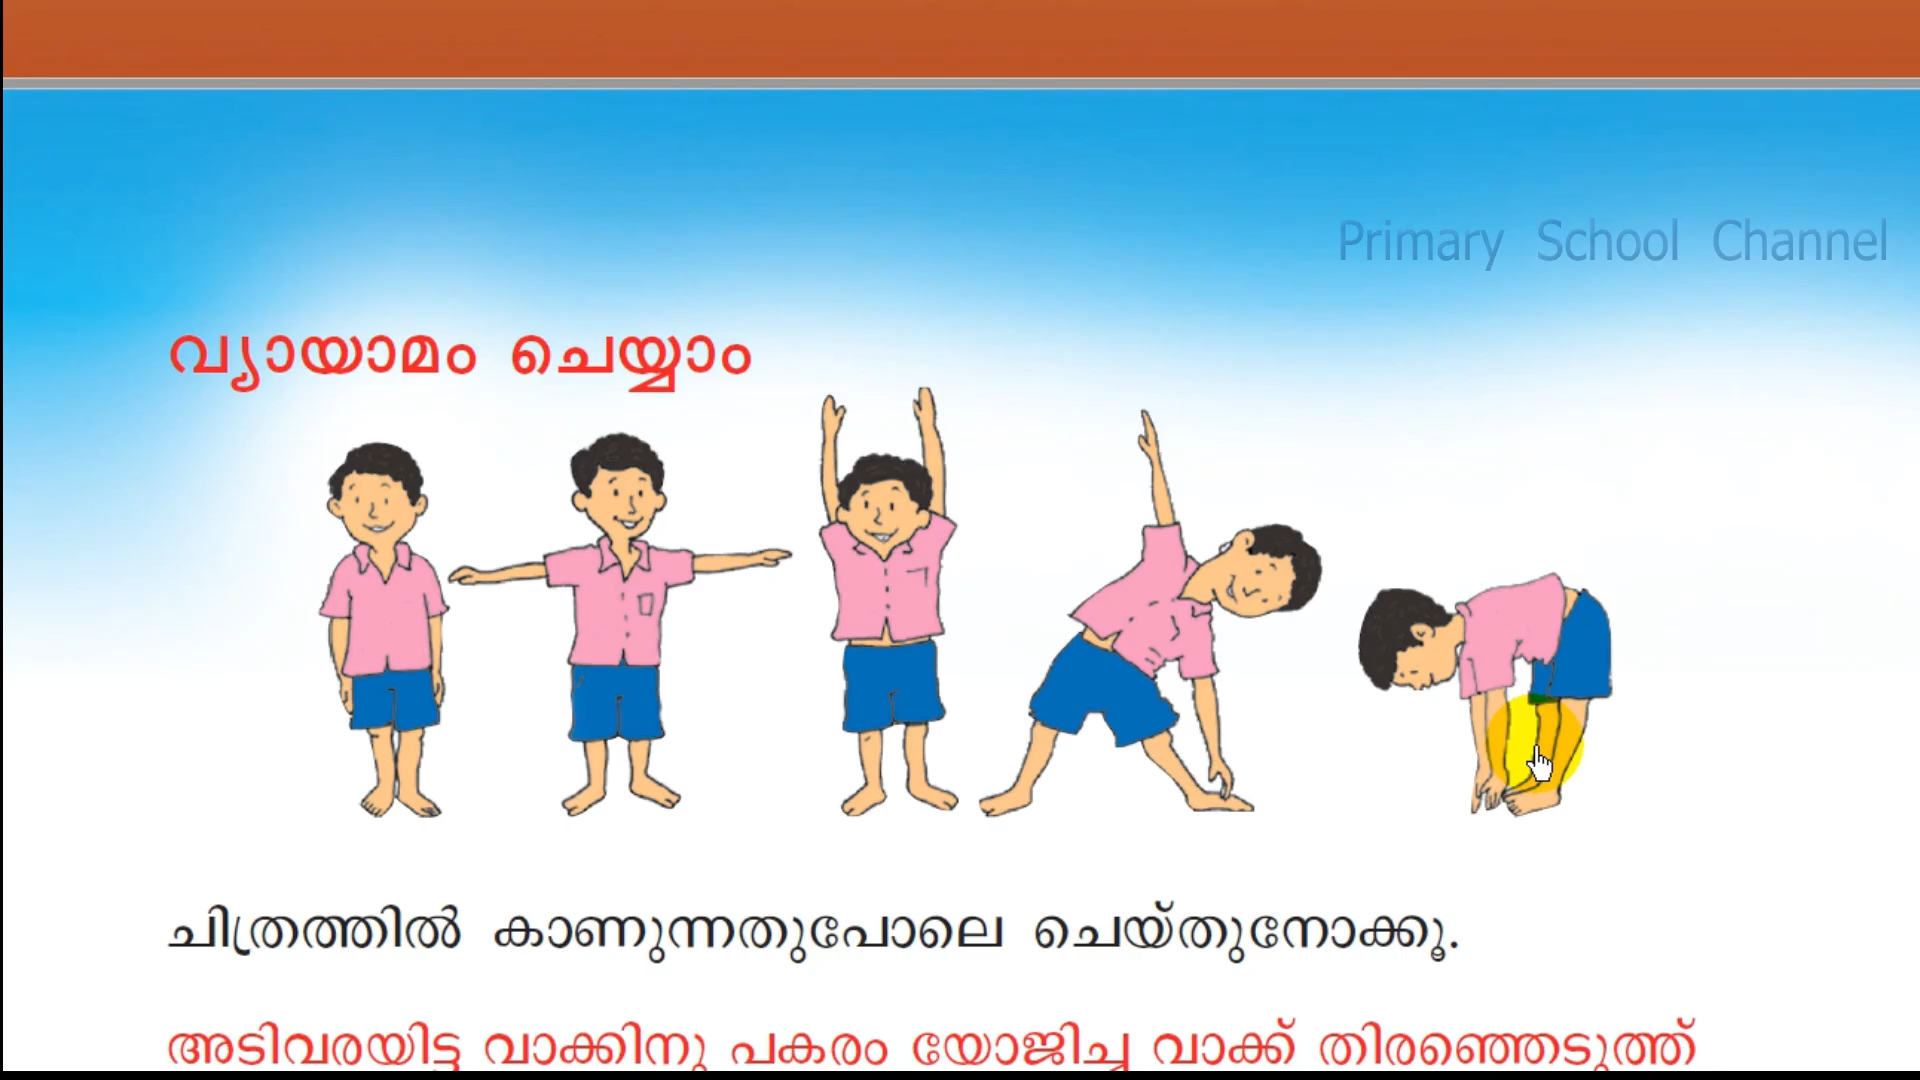 Primary School Channel
വ്യായാമം ചെയ്യാം
ചിത്രത്തിൽ കാണുന്നതുപോലെ ചെയ്തുനോക്കൂ.
അടിവരയിട്ട വാക്കിനു പകരം യോജിച്ച വാക്ക് തിരഞ്ഞെടുത്ത്